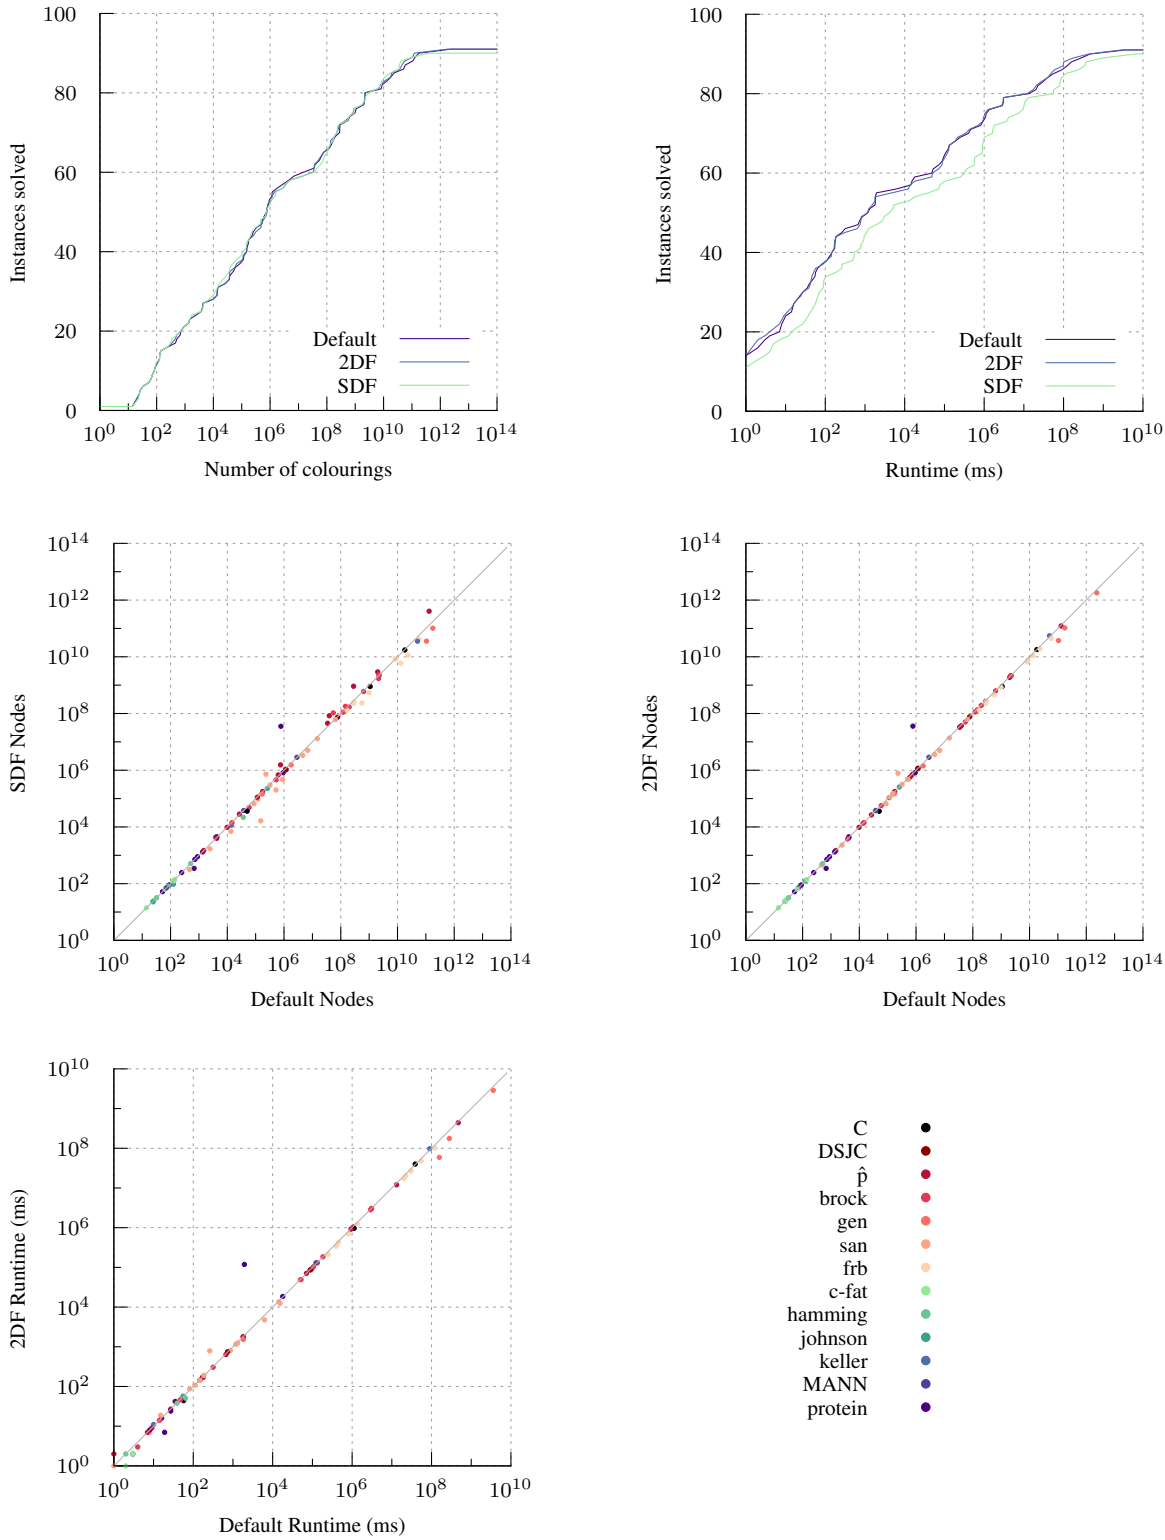 100
80
60
40
20
0
Instances solved
Default
2DF
SDF
10^0 10^2 10^4 10^6 10^8 10^10 10^12 10^14
Number of colourings
100
80
60
40
20
0
Instances solved
Default
2DF
SDF
10^0 10^2 10^4 10^6 10^8 10^10
Runtime (ms)
10^14
10^12
10^10
10^8
10^6
10^4
10^2
10^0
SDF Nodes
10^0 10^2 10^4 10^6 10^8 10^10 10^12 10^14
Default Nodes
10^14
10^12
10^10
10^8
10^6
10^4
10^2
10^0
2DF Nodes
10^0 10^2 10^4 10^6 10^8 10^10 10^12 10^14
Default Nodes
10^10
10^8
10^6
10^4
10^2
10^0
2DF Runtime (ms)
10^0 10^2 10^4 10^6 10^8 10^10
Default Runtime (ms)
C
DSJC
p̂
brock
gen
san
frb
c-fat
hamming
johnson
keller
MANN
protein